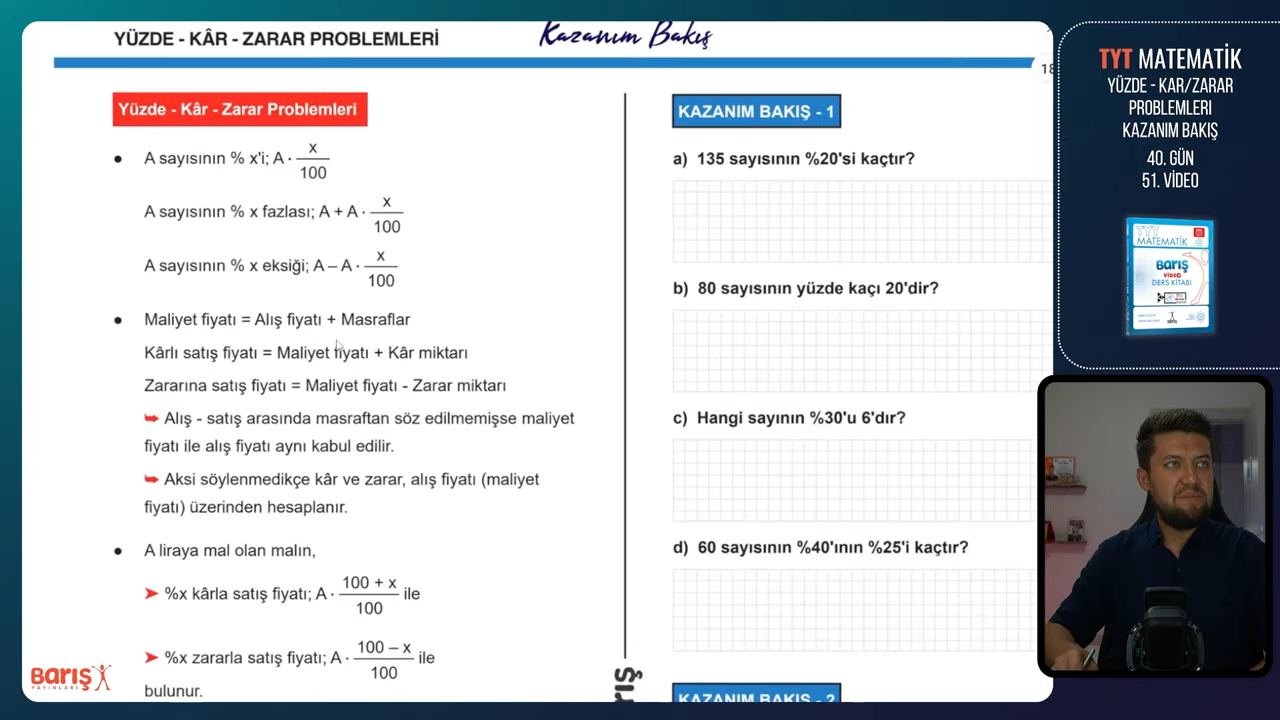 YÜZDE - KÂR - ZARAR PROBLEMLERİ
Kazanım Bakış
18
Yüzde - Kâr - Zarar Problemleri
• A sayısının % x'i; A · x/100
A sayısının % x fazlası; A + A · x/100
A sayısının % x eksiği; A – A · x/100
• Maliyet fiyatı = Alış fiyatı + Masraflar
Kârlı satış fiyatı = Maliyet fiyatı + Kâr miktarı
Zararına satış fiyatı = Maliyet fiyatı - Zarar miktarı
➥ Alış - satış arasında masraftan söz edilmemişse maliyet
fiyatı ile alış fiyatı aynı kabul edilir.
➥ Aksi söylenmedikçe kâr ve zarar, alış fiyatı (maliyet
fiyatı) üzerinden hesaplanır.
• A liraya mal olan malın,
➤ %x kârla satış fiyatı; A · 100 + x/100 ile
➤ %x zararla satış fiyatı; A · 100 – x/100 ile
bulunur.
KAZANIM BAKIŞ - 1
a) 135 sayısının %20'si kaçtır?
b) 80 sayısının yüzde kaçı 20'dir?
c) Hangi sayının %30'u 6'dır?
d) 60 sayısının %40'ının %25'i kaçtır?
KAZANIM BAKIŞ - 2
BARIŞ
YAYINLARI
TYT MATEMATİK
YÜZDE - KAR/ZARAR
PROBLEMLERI
KAZANIM BAKIŞ
40. GÜN
51. VİDEO
TYT
MATEMATİK
BARIŞ
VİDEO
DERS KİTABI